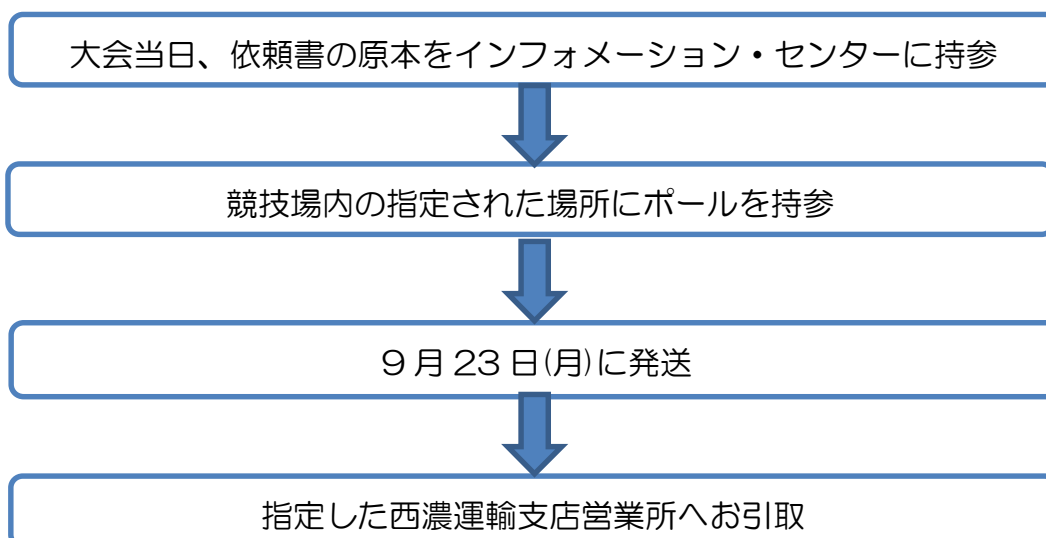 大会当日、依頼書の原本をインフォメーション・センターに持参
競技場内の指定された場所にポールを持参
９月23日(月)に発送
指定した西濃運輸支店営業所へお引取